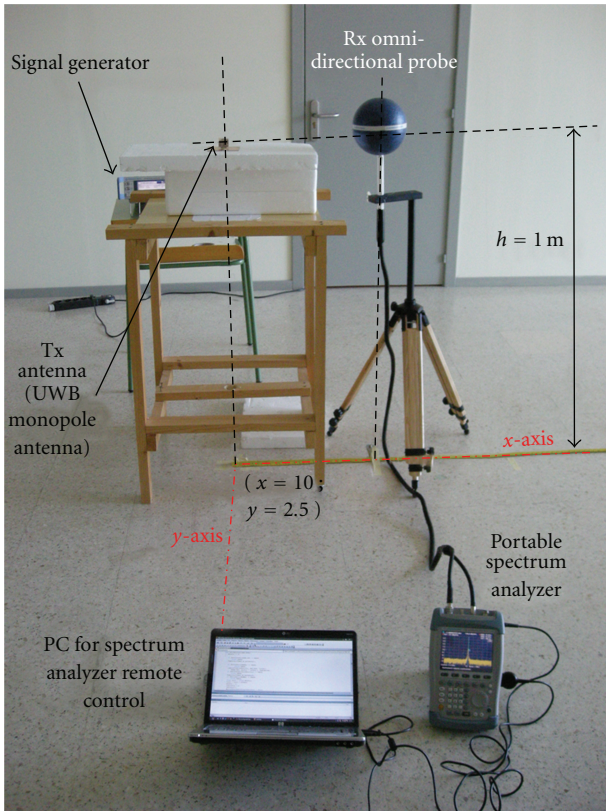 Signal generator
Rx omni-
directional probe
h = 1 m
Tx
antenna
(UWB
monopole
antenna)
x-axis
( x = 10 ;
y = 2.5 )
y-axis
Portable
spectrum
analyzer
PC for spectrum
analyzer remote
control